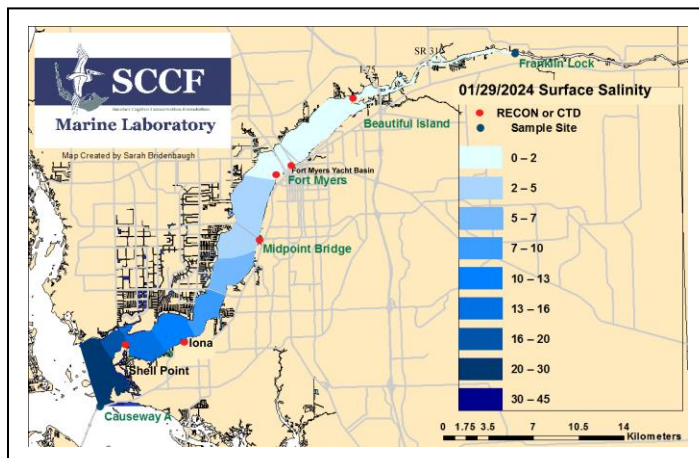 SCCF
Sanibel Captiva Conservation Foundation
Marine Laboratory
Map Created by Sarah Bridenbaugh
SR 31
I-75
Franklin Lock
01/29/2024 Surface Salinity
RECON or CTD
Sample Site
0 – 2
2 – 5
5 – 7
7 – 10
10 – 13
13 – 16
16 – 20
20 – 30
30 – 45
Beautiful island
Fort Myers Yacht Basin
Fort Myers
Midpoint Bridge
Iona
Shell Point
Causeway A
0 1.75 3.5 7 10.5 14
Kilometers